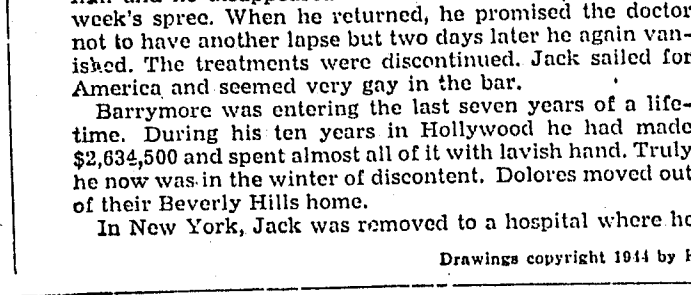 week's spree. When he returned, he promised the doctor
not to have another lapse but two days later he again van-
ished. The treatments were discontinued. Jack sailed for
America and seemed very gay in the bar.
Barrymore was entering the last seven years of a life-
time. During his ten years in Hollywood he had made
$2,634,500 and spent almost all of it with lavish hand. Truly
he now was in the winter of discontent. Dolores moved out
of their Beverly Hills home.
In New York, Jack was removed to a hospital where he
Drawings copyright 1944 by